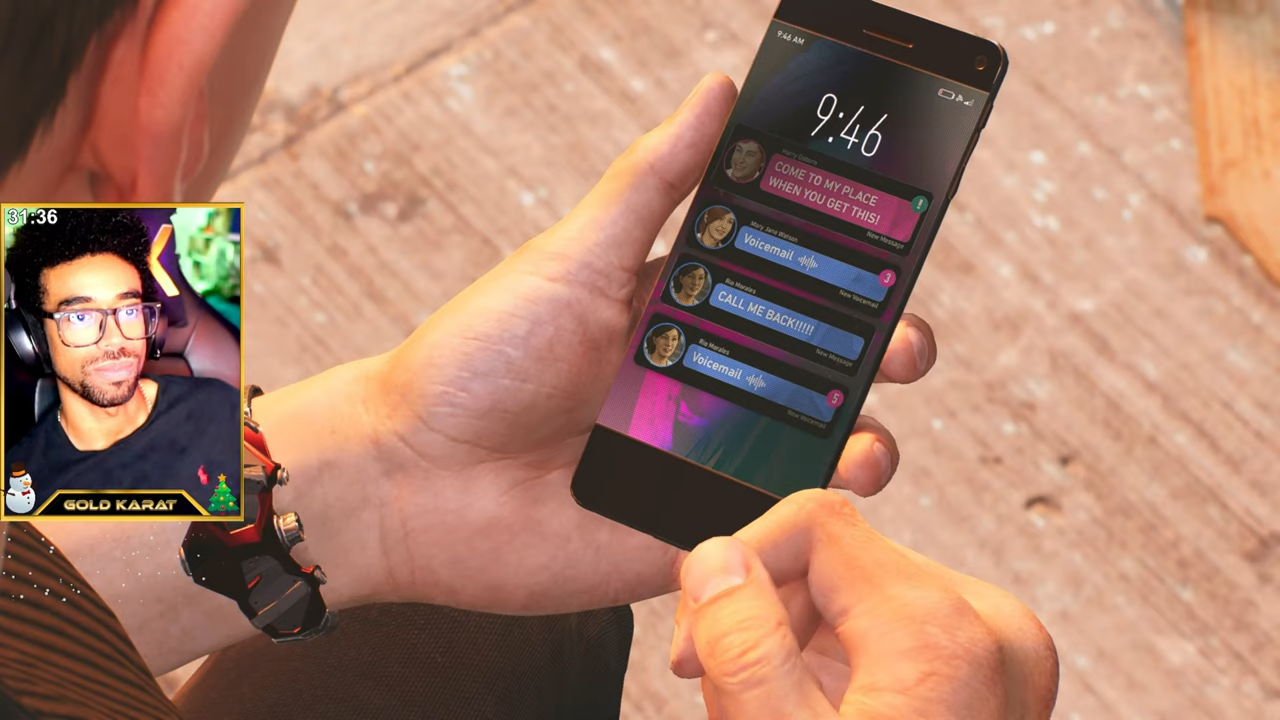 9:46 AM
9:46
Harry Osborn
COME TO MY PLACE
WHEN YOU GET THIS!
!
New Message
Mary Jane Watson
Voicemail
3
New Voicemail
Rio Morales
CALL ME BACK!!!!!
New Message
Rio Morales
Voicemail
5
New Voicemail
31:36
GOLD KARAT